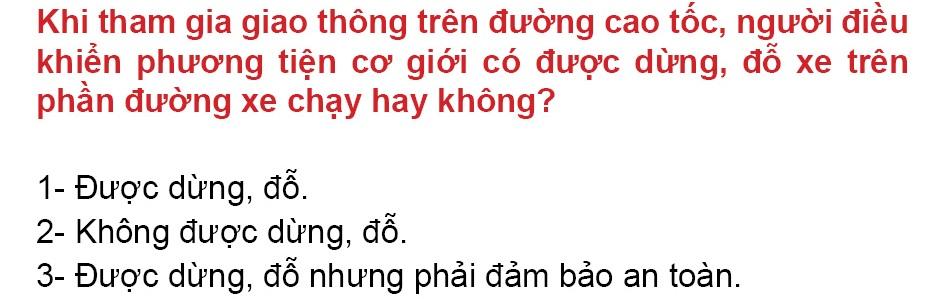 Khi tham gia giao thông trên đường cao tốc, người điều
khiển phương tiện cơ giới có được dừng, đỗ xe trên
phần đường xe chạy hay không?
1- Được dừng, đỗ.
2- Không được dừng, đỗ.
3- Được dừng, đỗ nhưng phải đảm bảo an toàn.